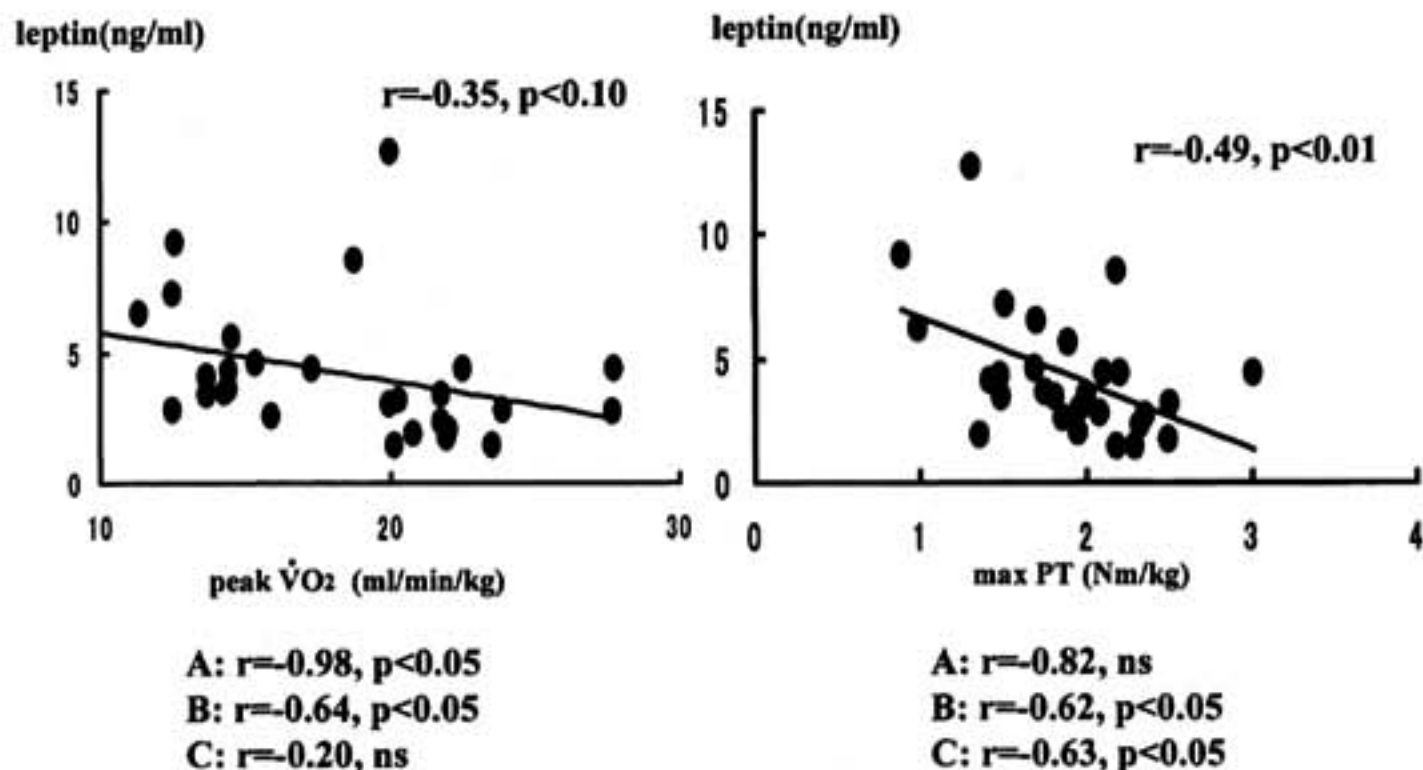 leptin(ng/ml)
15
10
5
0
r=-0.35, p<0.10
10
20
30
peak V̇O2 (ml/min/kg)
A: r=-0.98, p<0.05
B: r=-0.64, p<0.05
C: r=-0.20, ns
leptin(ng/ml)
15
10
5
0
r=-0.49, p<0.01
0
1
2
3
4
max PT (Nm/kg)
A: r=-0.82, ns
B: r=-0.62, p<0.05
C: r=-0.63, p<0.05